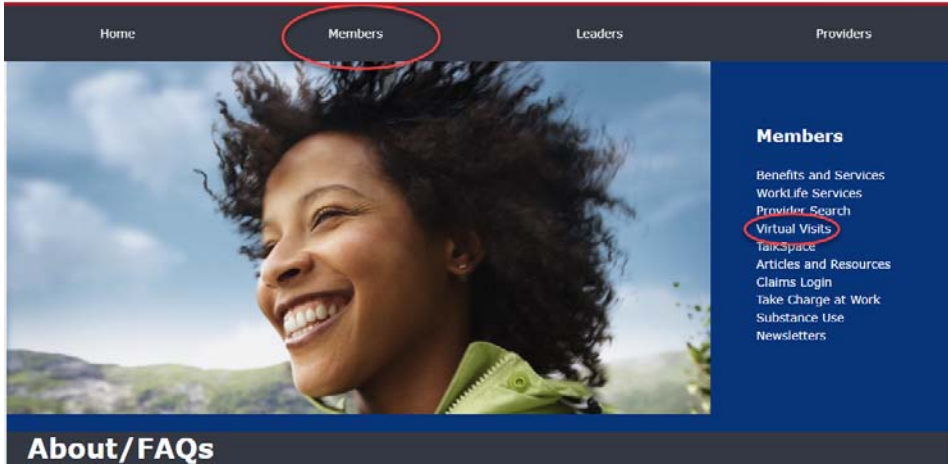 Home Members Leaders Providers
Members
Benefits and Services
WorkLife Services
Provider Search
Virtual Visits
TalkSpace
Articles and Resources
Claims Login
Take Charge at Work
Substance Use
Newsletters
About/FAQs